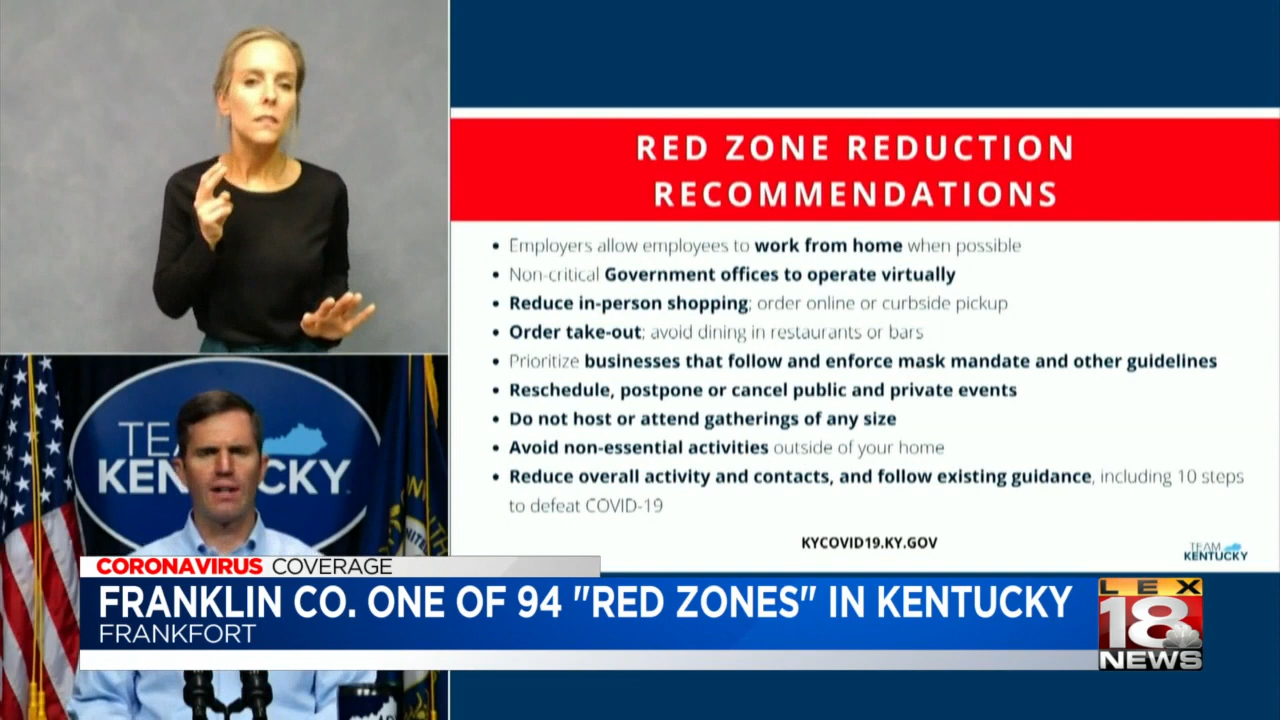 RED ZONE REDUCTION
RECOMMENDATIONS
• Employers allow employees to work from home when possible
• Non-critical Government offices to operate virtually
• Reduce in-person shopping; order online or curbside pickup
• Order take-out; avoid dining in restaurants or bars
• Prioritize businesses that follow and enforce mask mandate and other guidelines
• Reschedule, postpone or cancel public and private events
• Do not host or attend gatherings of any size
• Avoid non-essential activities outside of your home
• Reduce overall activity and contacts, and follow existing guidance, including 10 steps
to defeat COVID-19
KYCOVID19.KY.GOV
TEAM
KENTUCKY
TEA
KEN CKY
CORONAVIRUS COVERAGE
FRANKLIN CO. ONE OF 94 "RED ZONES" IN KENTUCKY
FRANKFORT
LEX
18
NEWS